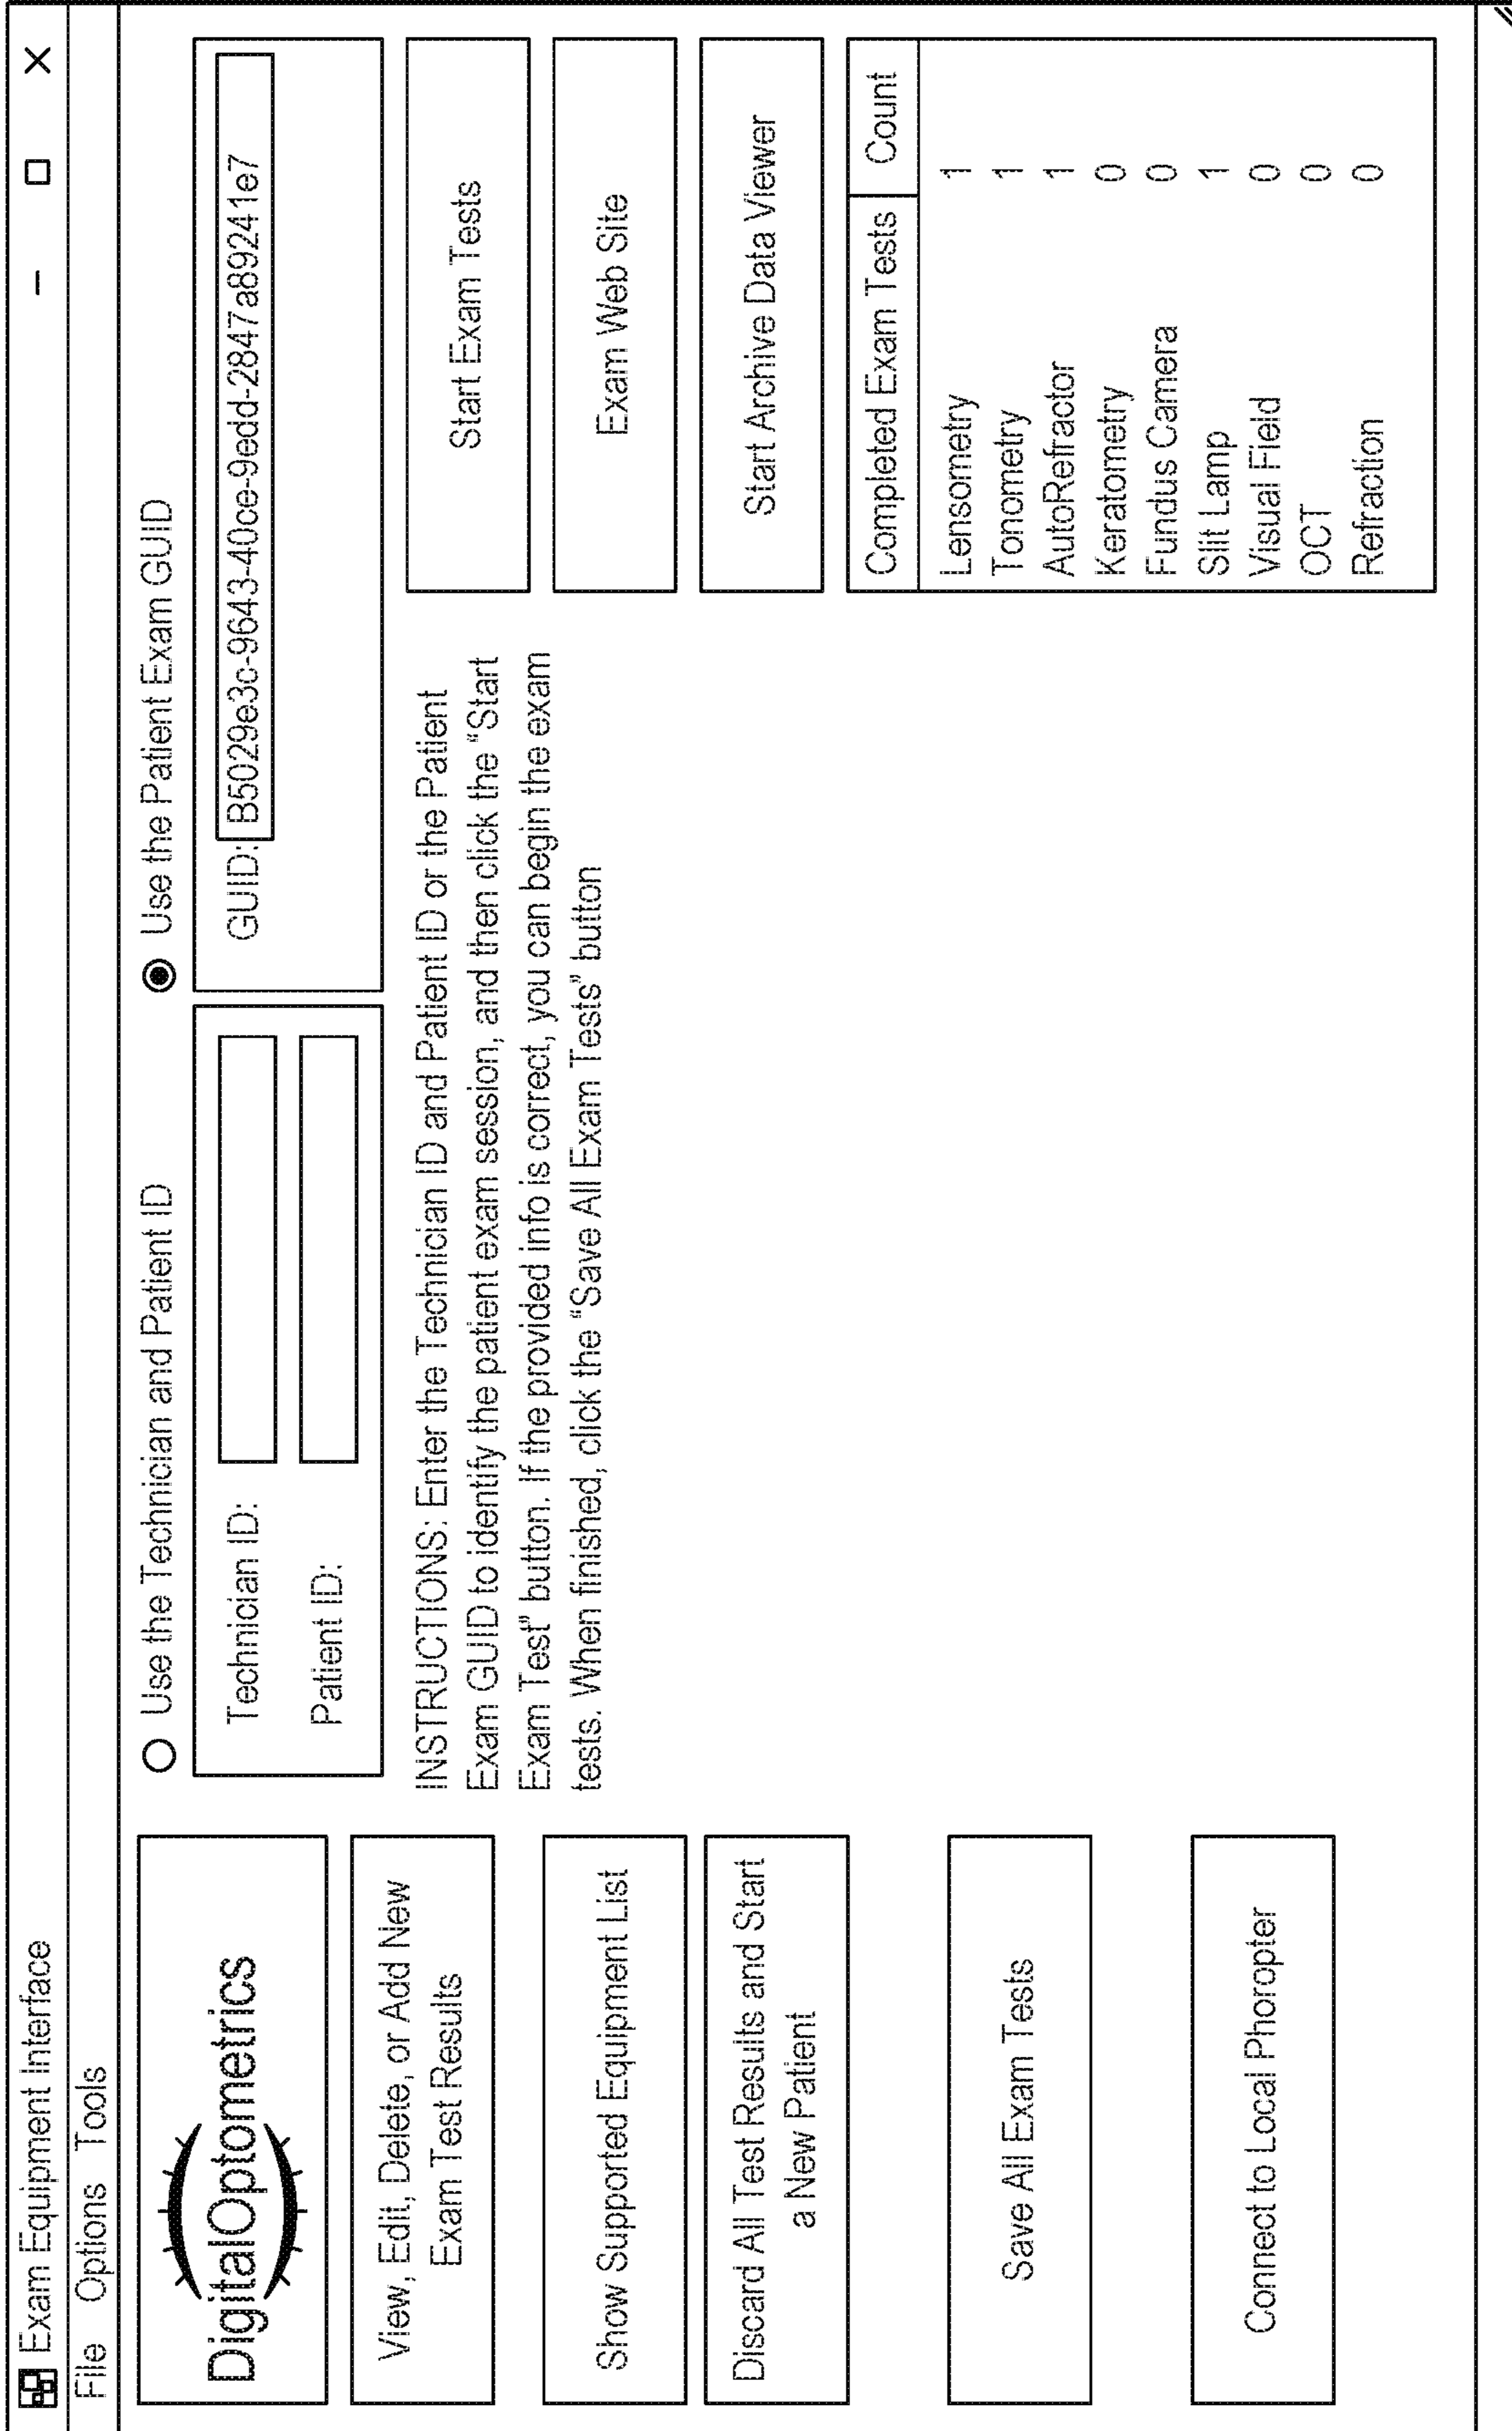 Exam Equipment Interface
File Options Tools
DigitalOptometrics
View, Edit, Delete, or Add New
Exam Test Results
Show Supported Equipment List
Discard All Test Results and Start
a New Patient
Save All Exam Tests
Connect to Local Phoropter
Use the Technician and Patient ID
Technician ID:
Patient ID:
Use the Patient Exam GUID
GUID: B5029e3c-9643-40ce-9edd-2847a89241e7
INSTRUCTIONS: Enter the Technician ID and Patient ID or the Patient
Exam GUID to identify the patient exam session, and then click the “Start
Exam Test” button. If the provided info is correct, you can begin the exam
tests. When finished, click the “Save All Exam Tests” button
Start Exam Tests
Exam Web Site
Start Archive Data Viewer
Completed Exam Tests Count
Lensometry 1
Tonometry 1
AutoRefractor 1
Keratometry 0
Fundus Camera 0
Slit Lamp 1
Visual Field 0
OCT 0
Refraction 0